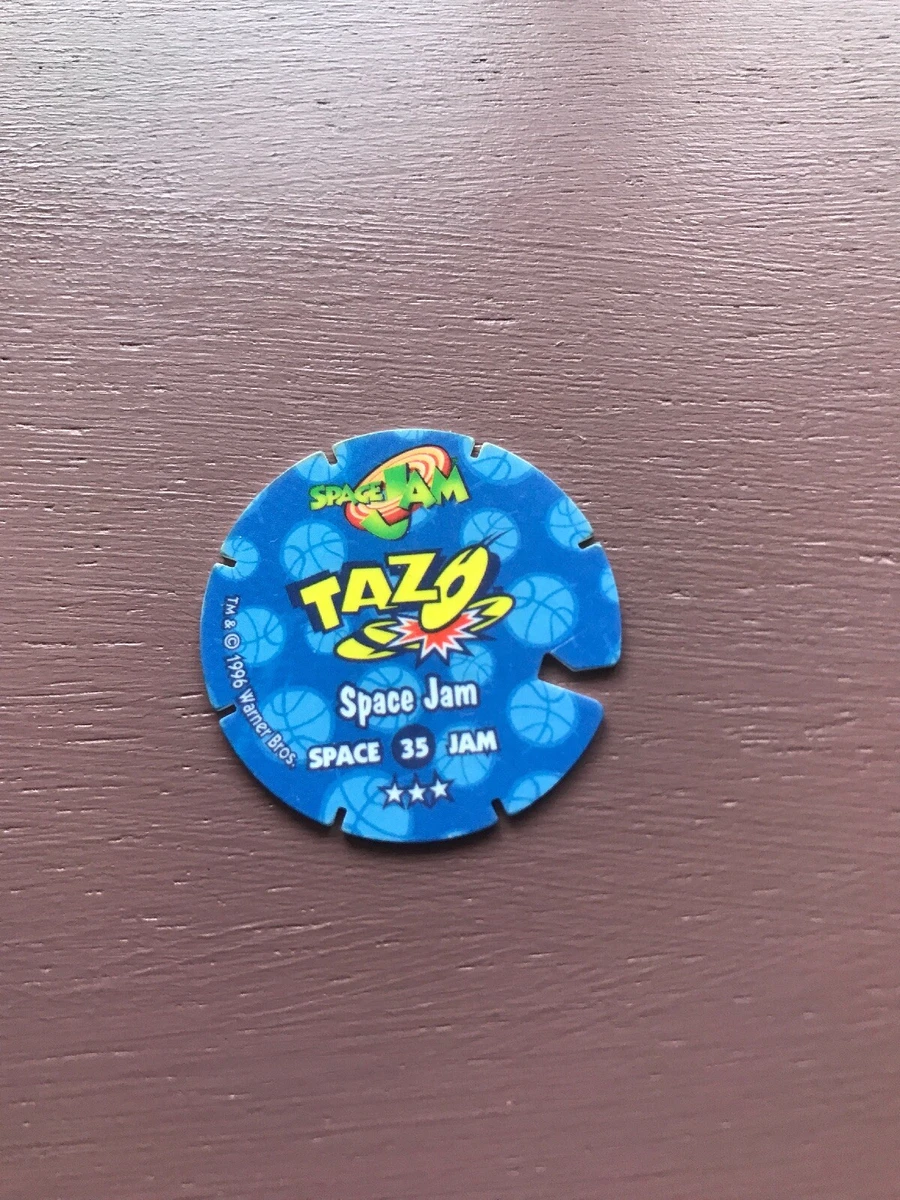 SPACE JAM
TAZO
Space Jam
SPACE 35 JAM
TM & © 1996 Warner Bros.